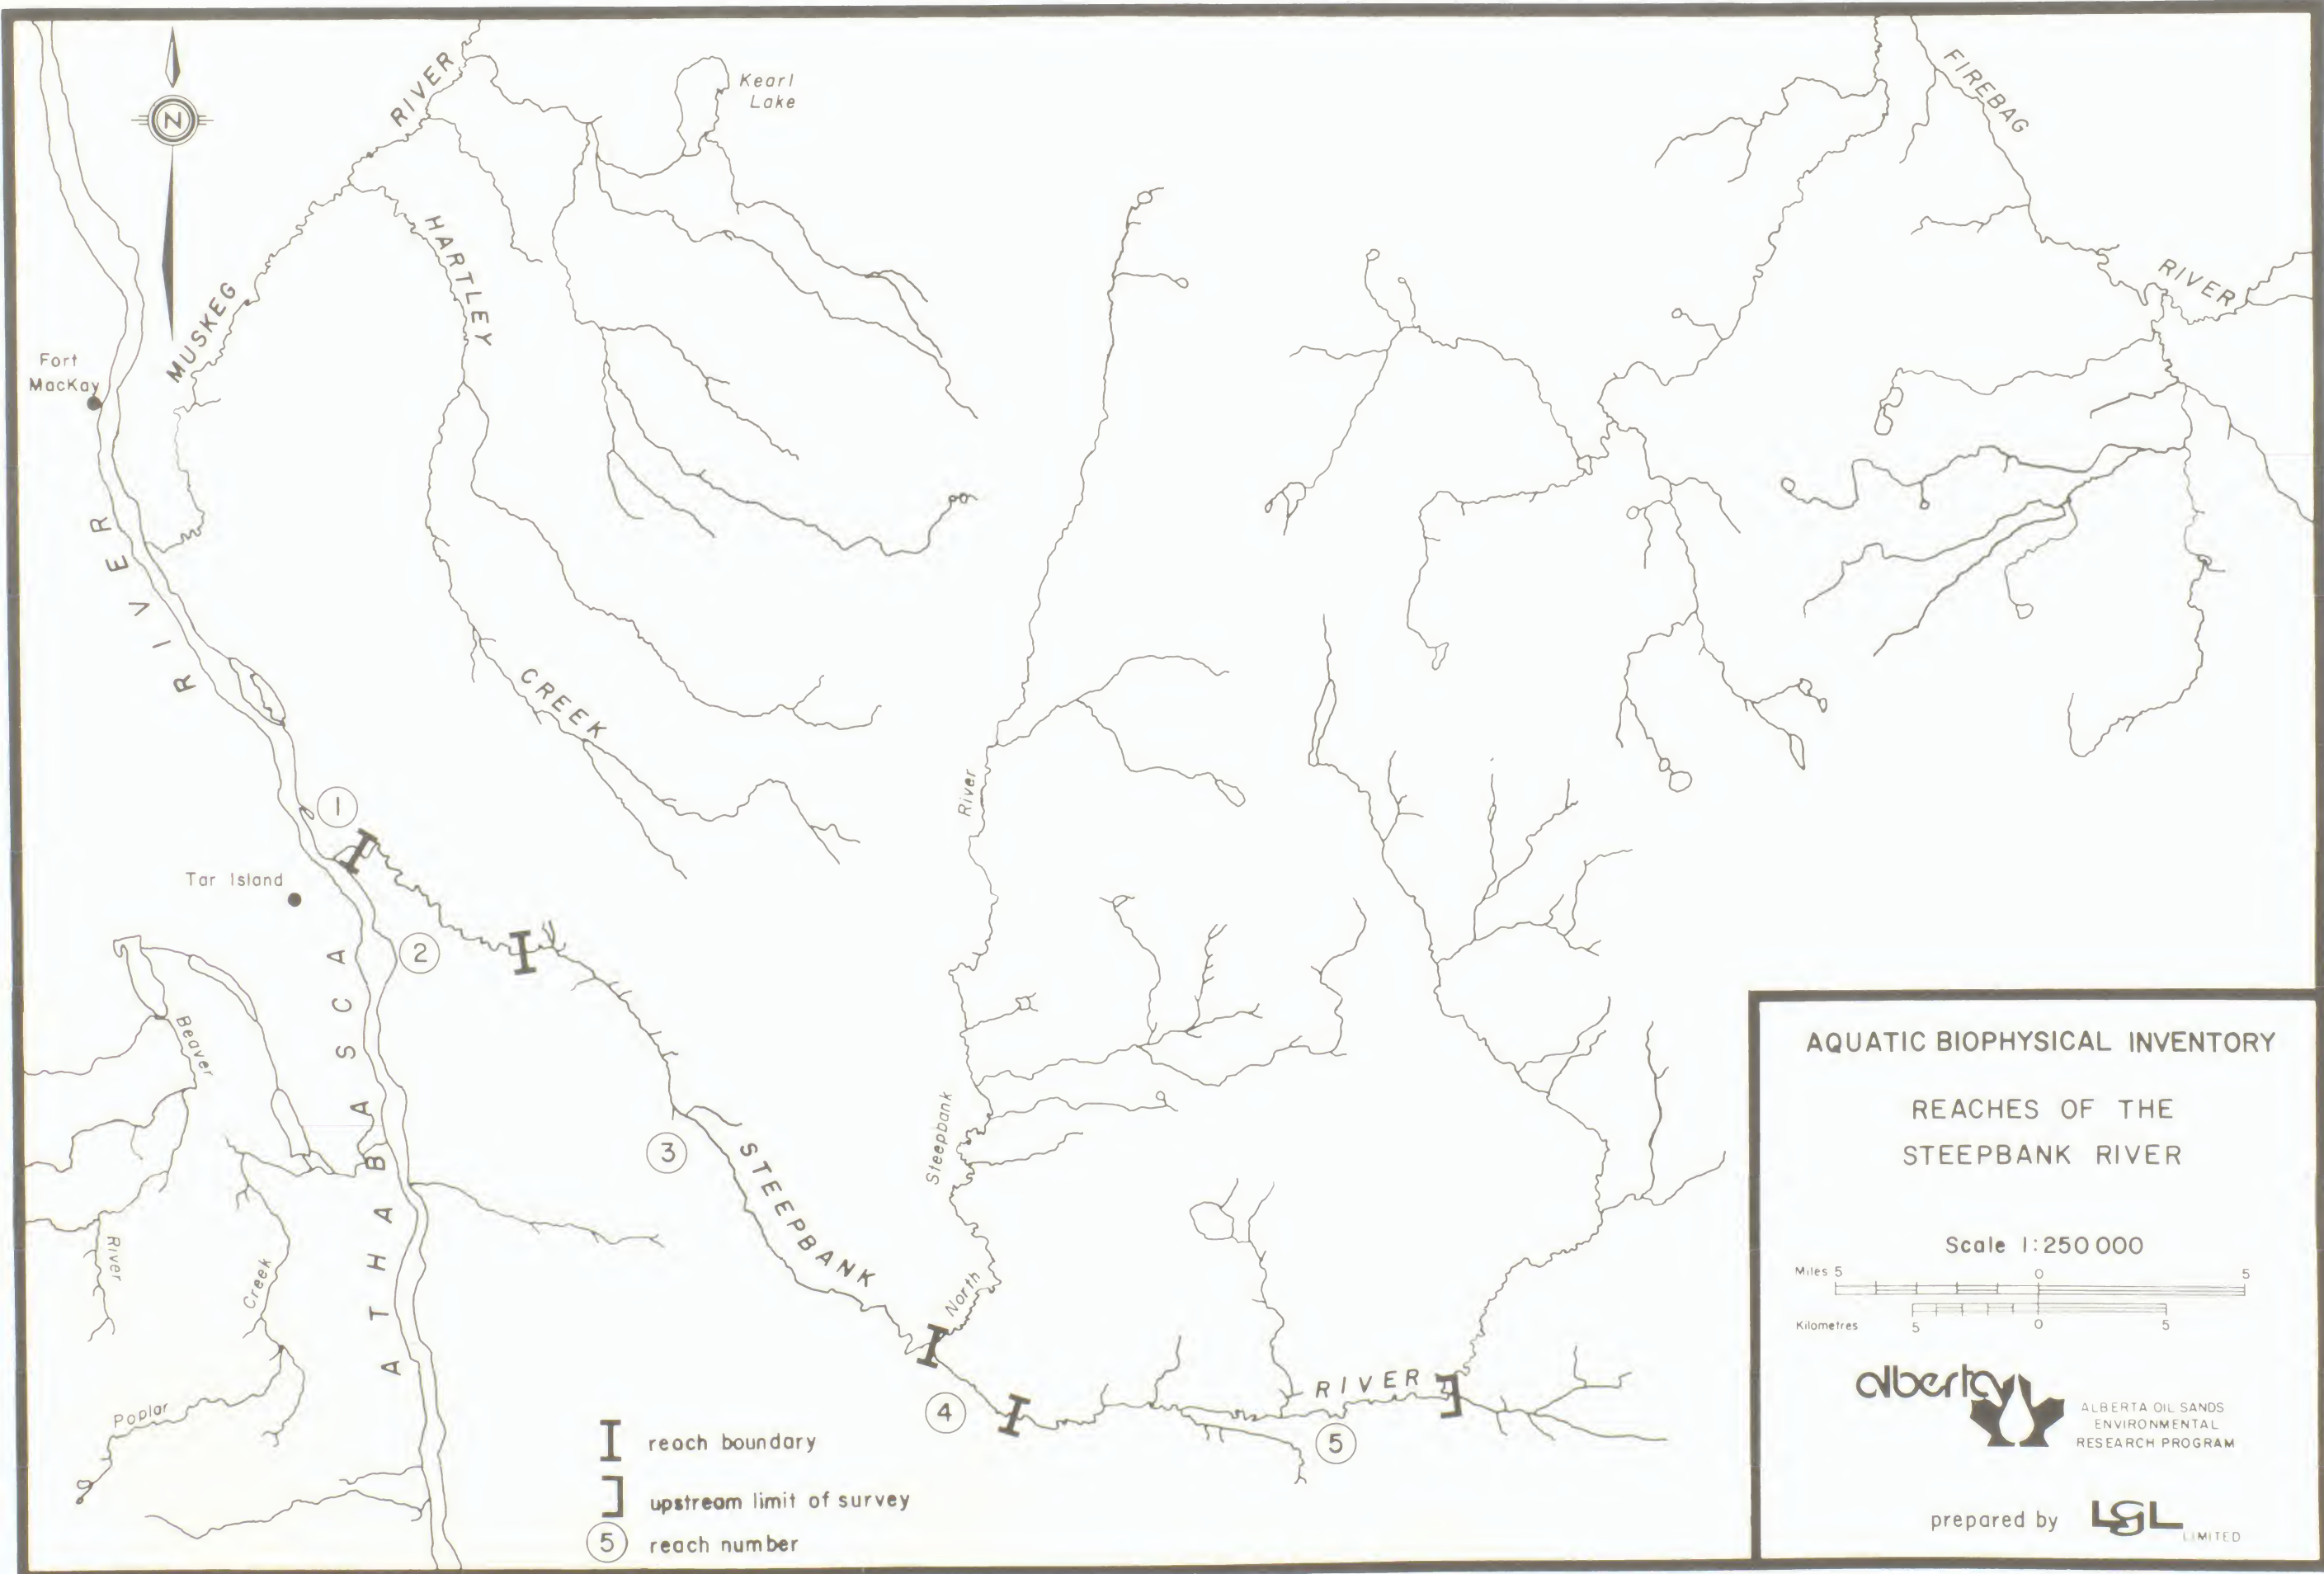 N
MUSKEG RIVER
Kearl
Lake
FIREBAG RIVER
HARTLEY CREEK
Fort
MacKay
ATHABASCA RIVER
1
Tar Island
2
Beaver River
3
STEEPBANK RIVER
North Steepbank River
Poplar Creek
4
5
reach boundary
upstream limit of survey
5 reach number
AQUATIC BIOPHYSICAL INVENTORY
REACHES OF THE
STEEPBANK RIVER
Scale 1:250 000
Miles 5 0 5
Kilometres 5 0 5
alberta
ALBERTA OIL SANDS
ENVIRONMENTAL
RESEARCH PROGRAM
prepared by LGL LIMITED